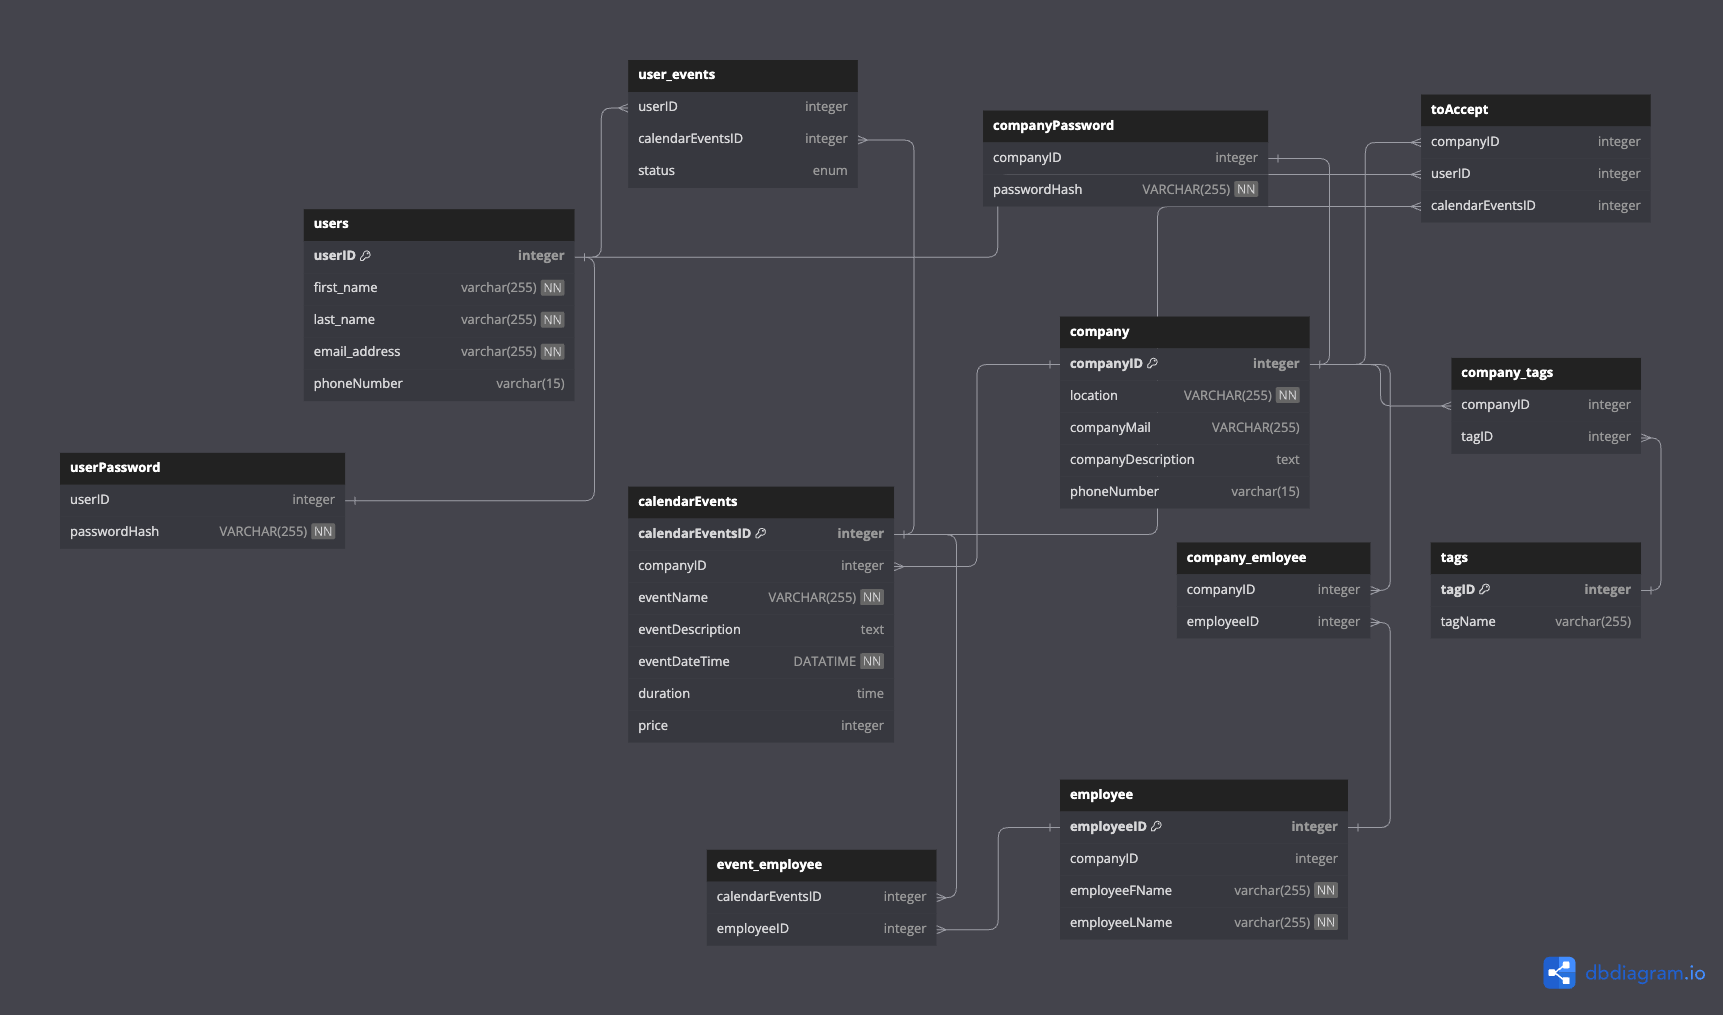 user_events
userID integer
calendarEventsID integer
status enum
companyPassword
companyID integer
passwordHash VARCHAR(255) NN
toAccept
companyID integer
userID integer
calendarEventsID integer
users
userID integer
first_name varchar(255) NN
last_name varchar(255) NN
email_address varchar(255) NN
phoneNumber varchar(15)
company
companyID integer
location VARCHAR(255) NN
companyMail VARCHAR(255)
companyDescription text
phoneNumber varchar(15)
company_tags
companyID integer
tagID integer
userPassword
userID integer
passwordHash VARCHAR(255) NN
calendarEvents
calendarEventsID integer
companyID integer
eventName VARCHAR(255) NN
eventDescription text
eventDateTime DATATIME NN
duration time
price integer
company_emloyee
companyID integer
employeeID integer
tags
tagID integer
tagName varchar(255)
employee
employeeID integer
companyID integer
employeeFName varchar(255) NN
employeeLName varchar(255) NN
event_employee
calendarEventsID integer
employeeID integer
dbdiagram.io